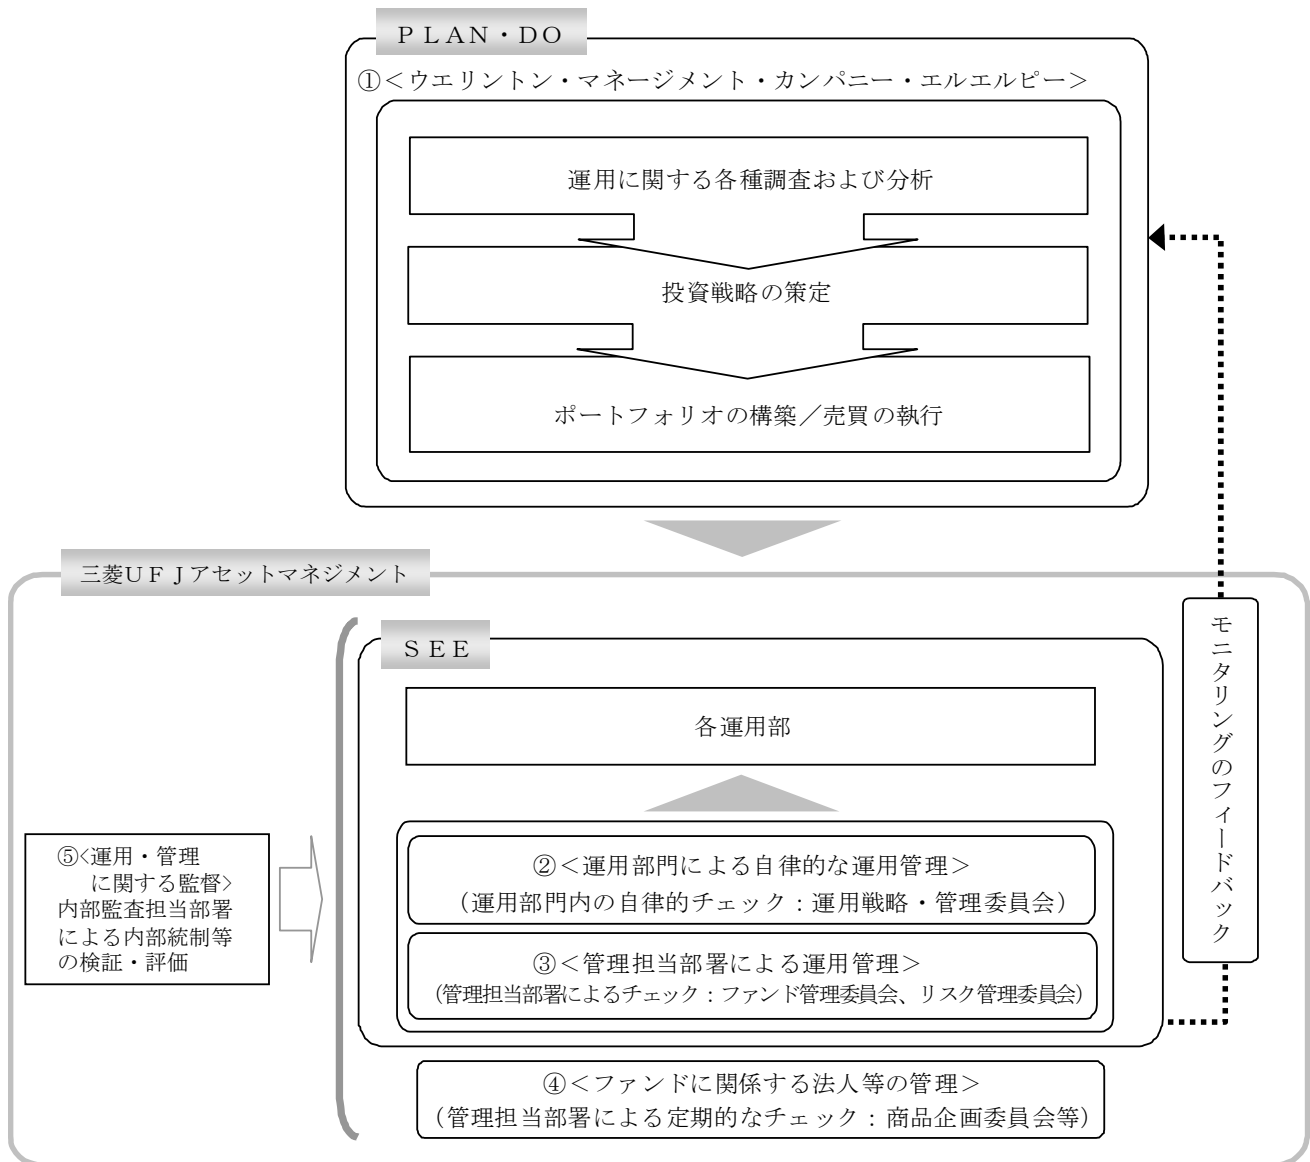 ＰＬＡＮ・ＤＯ
①＜ウエリントン・マネージメント・カンパニー・エルエルピー＞
運用に関する各種調査および分析
投資戦略の策定
ポートフォリオの構築／売買の執行
三菱ＵＦＪアセットマネジメント
ＳＥＥ
各運用部
モニタリングのフィードバック
②＜運用部門による自律的な運用管理＞
（運用部門内の自律的チェック：運用戦略・管理委員会）
③＜管理担当部署による運用管理＞
（管理担当部署によるチェック：ファンド管理委員会、リスク管理委員会）
⑤<運用・管理
に関する監督>
内部監査担当部署
による内部統制等
の検証・評価
④＜ファンドに関係する法人等の管理＞
（管理担当部署による定期的なチェック：商品企画委員会等）